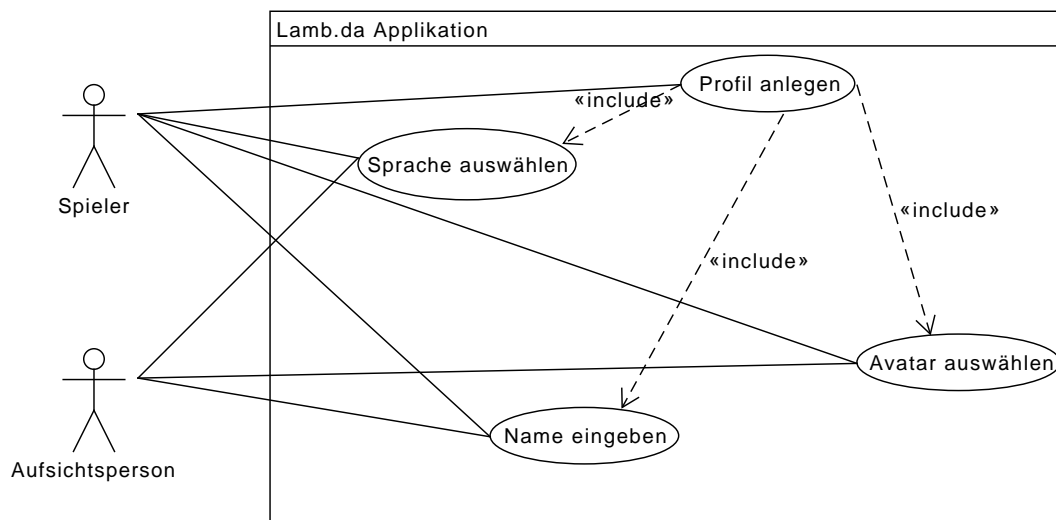 Lamb.da Applikation
Profil anlegen
«include»
Sprache auswählen
Spieler
«include»
«include»
Avatar auswählen
Name eingeben
Aufsichtsperson